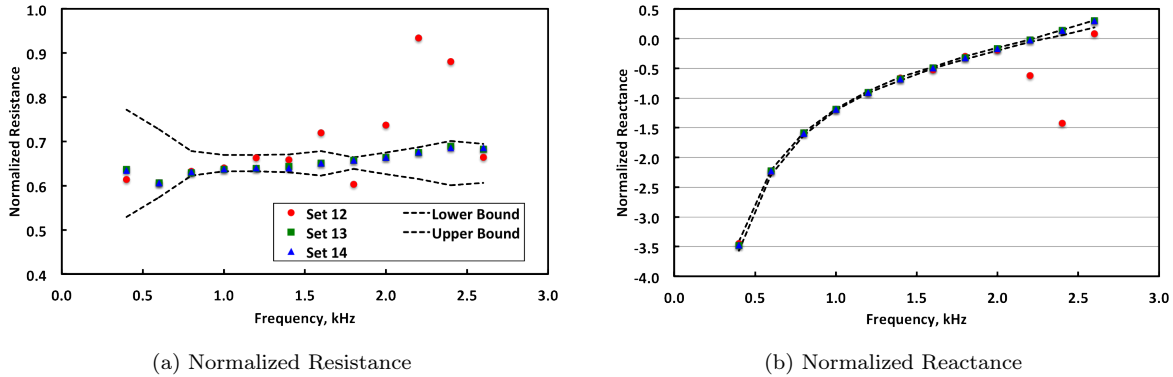 1.0
0.9
0.8
0.7
0.6
0.5
0.4
Normalized Resistance
Set 12
Set 13
Set 14
Lower Bound
Upper Bound
0.0 0.5 1.0 1.5 2.0 2.5 3.0
Frequency, kHz
(a) Normalized Resistance
0.5
0.0
-0.5
-1.0
-1.5
-2.0
-2.5
-3.0
-3.5
-4.0
Normalized Reactance
0.0 0.5 1.0 1.5 2.0 2.5 3.0
Frequency, kHz
(b) Normalized Reactance